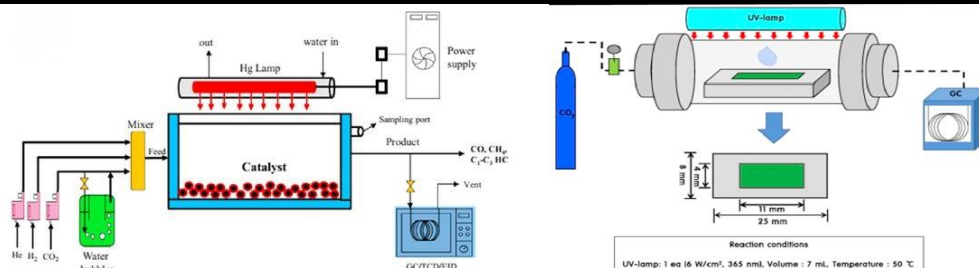 out
water in
Hg Lamp
Power
supply
Mixer
Sampling port
Feed
Product
Catalyst
CO, CH₄,
C₁-C₃ HC
Vent
He H₂ CO₂
Water
bubbler
GC/TCD/FID
UV-lamp
CO₂
GC
8 mm
4 mm
11 mm
25 mm
Reaction conditions
UV-lamp: 1 ea (6 W/cm², 365 nm), Volume : 7 mL, Temperature : 50 ℃